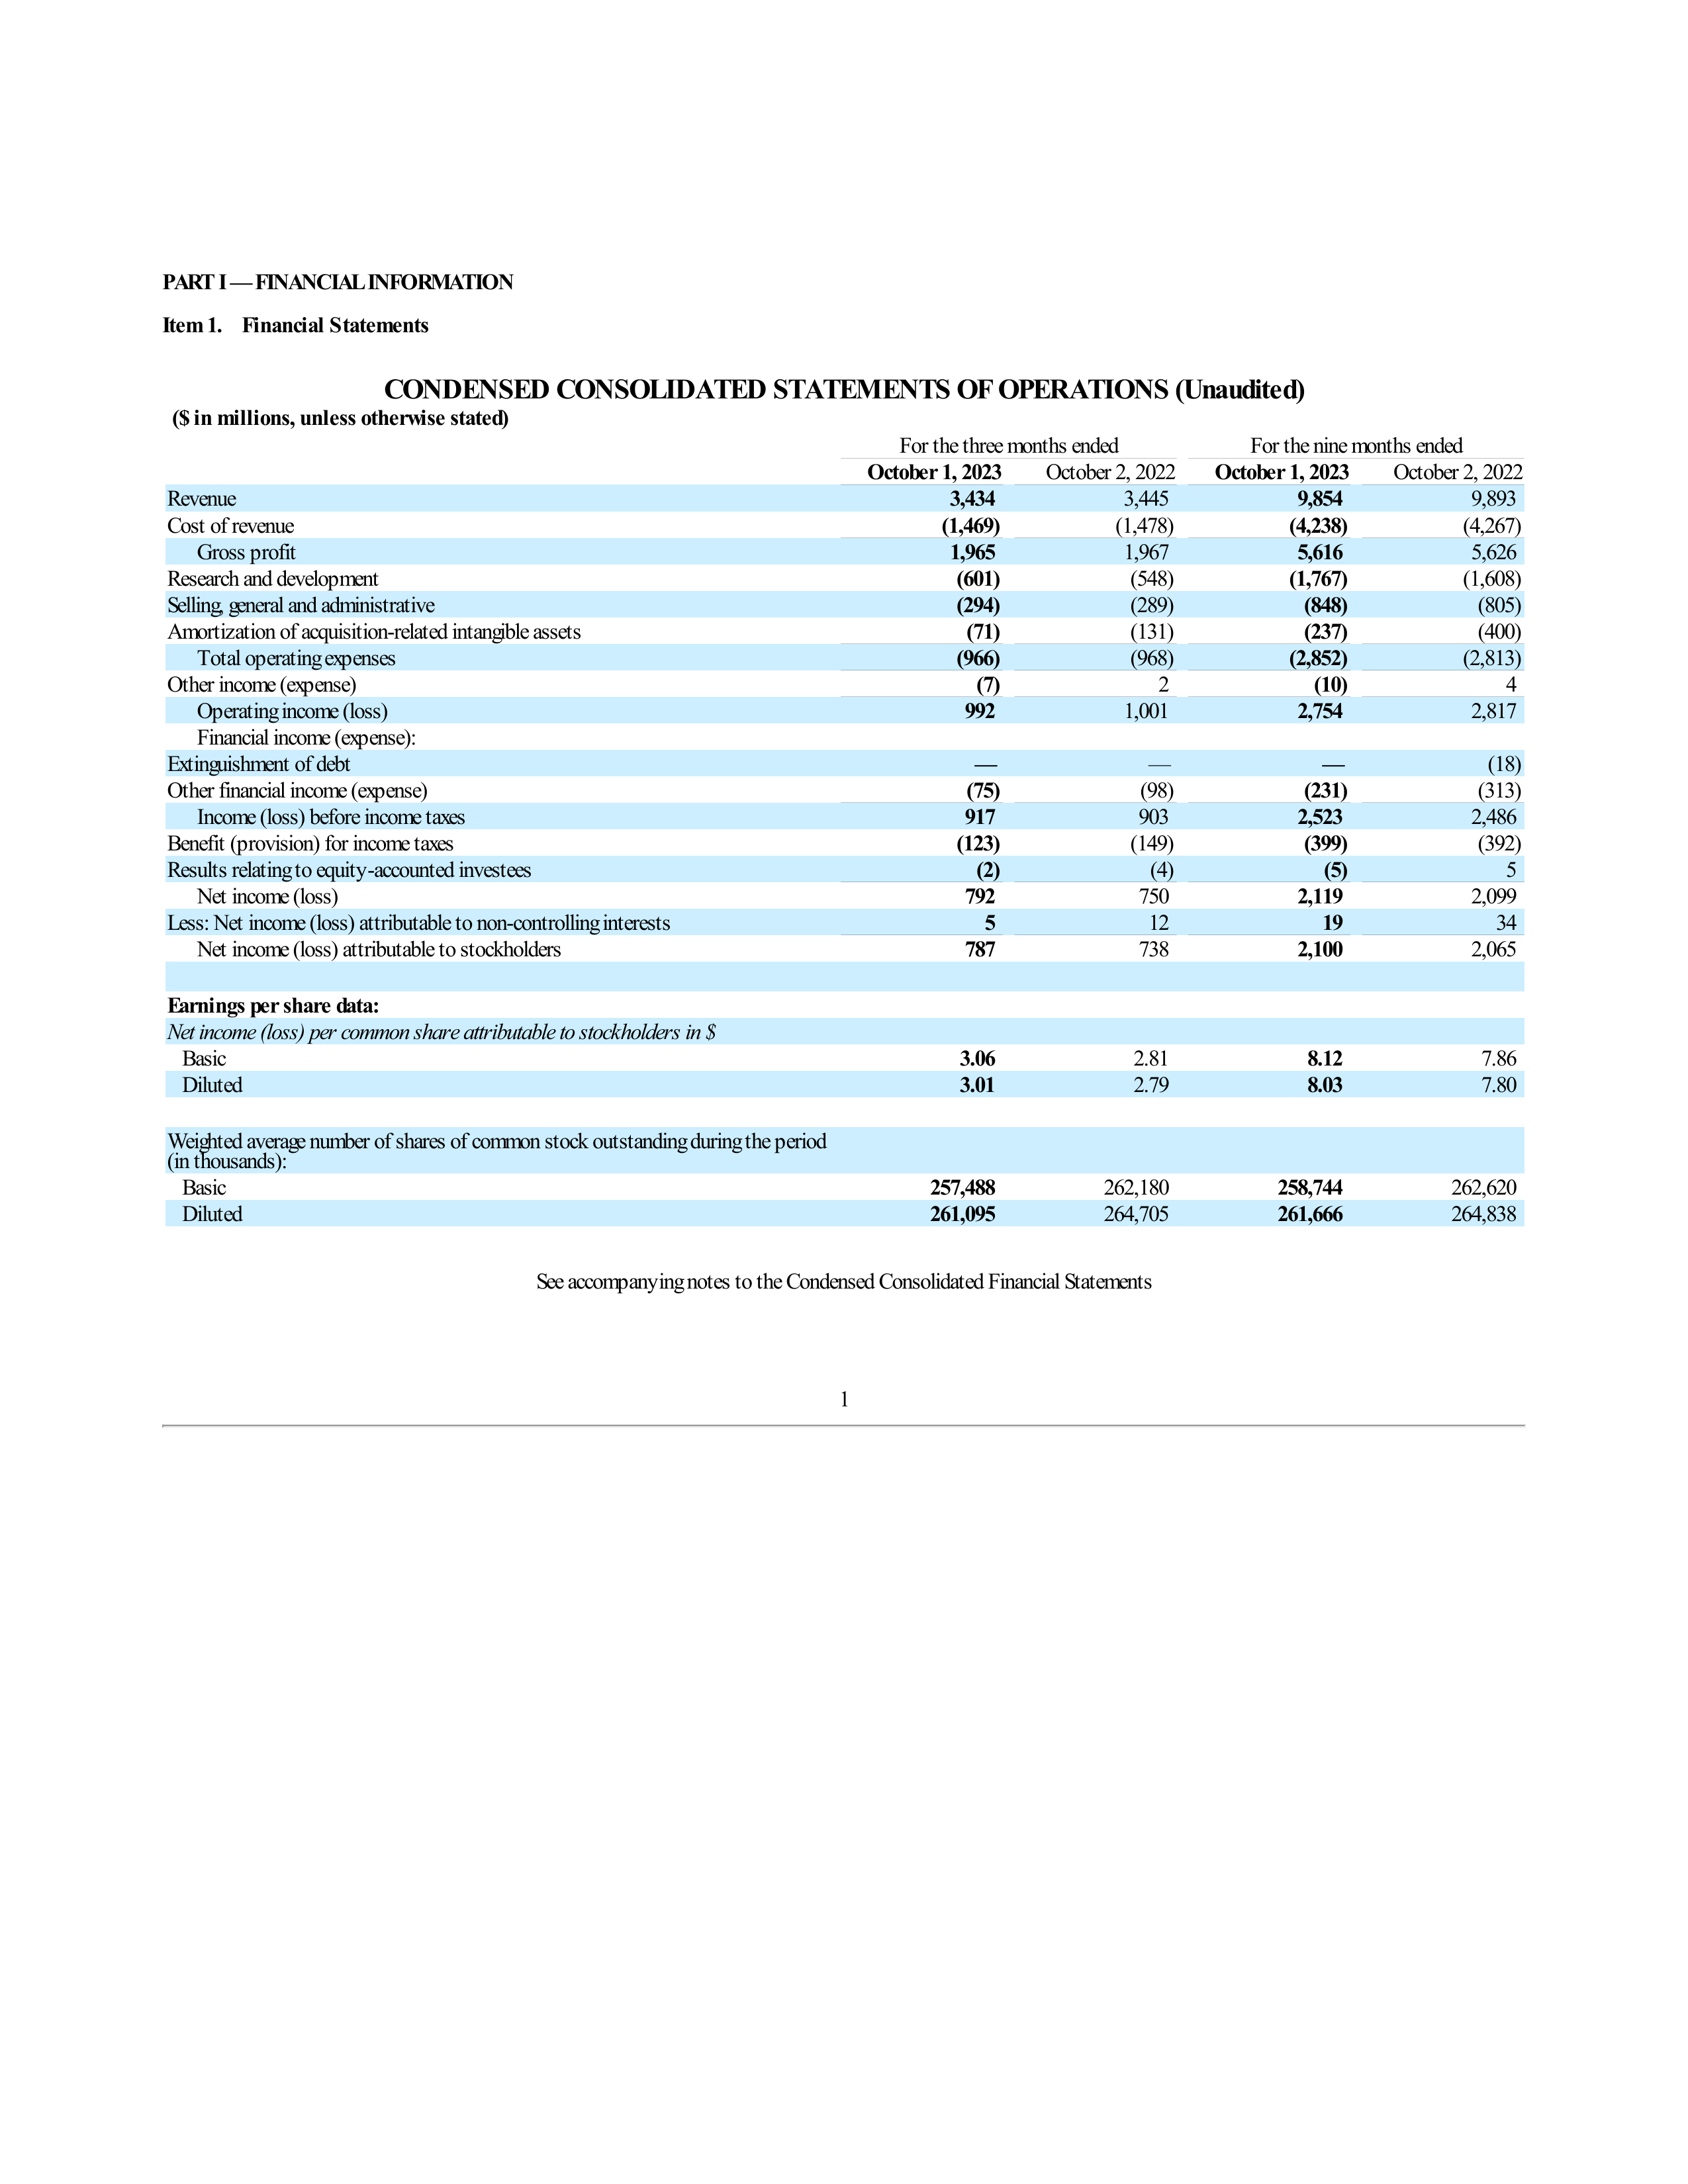 PART I — FINANCIAL INFORMATION
Item 1. Financial Statements
CONDENSED CONSOLIDATED STATEMENTS OF OPERATIONS (Unaudited)
($ in millions, unless otherwise stated)
For the three months ended For the nine months ended
October 1, 2023 October 2, 2022 October 1, 2023 October 2, 2022
Revenue 3,434 3,445 9,854 9,893
Cost of revenue (1,469) (1,478) (4,238) (4,267)
Gross profit 1,965 1,967 5,616 5,626
Research and development (601) (548) (1,767) (1,608)
Selling, general and administrative (294) (289) (848) (805)
Amortization of acquisition-related intangible assets (71) (131) (237) (400)
Total operating expenses (966) (968) (2,852) (2,813)
Other income (expense) (7) 2 (10) 4
Operating income (loss) 992 1,001 2,754 2,817
Financial income (expense):
Extinguishment of debt — — — (18)
Other financial income (expense) (75) (98) (231) (313)
Income (loss) before income taxes 917 903 2,523 2,486
Benefit (provision) for income taxes (123) (149) (399) (392)
Results relating to equity-accounted investees (2) (4) (5) 5
Net income (loss) 792 750 2,119 2,099
Less: Net income (loss) attributable to non-controlling interests 5 12 19 34
Net income (loss) attributable to stockholders 787 738 2,100 2,065
Earnings per share data:
Net income (loss) per common share attributable to stockholders in $
Basic 3.06 2.81 8.12 7.86
Diluted 3.01 2.79 8.03 7.80
Weighted average number of shares of common stock outstanding during the period
(in thousands):
Basic 257,488 262,180 258,744 262,620
Diluted 261,095 264,705 261,666 264,838
See accompanying notes to the Condensed Consolidated Financial Statements
1